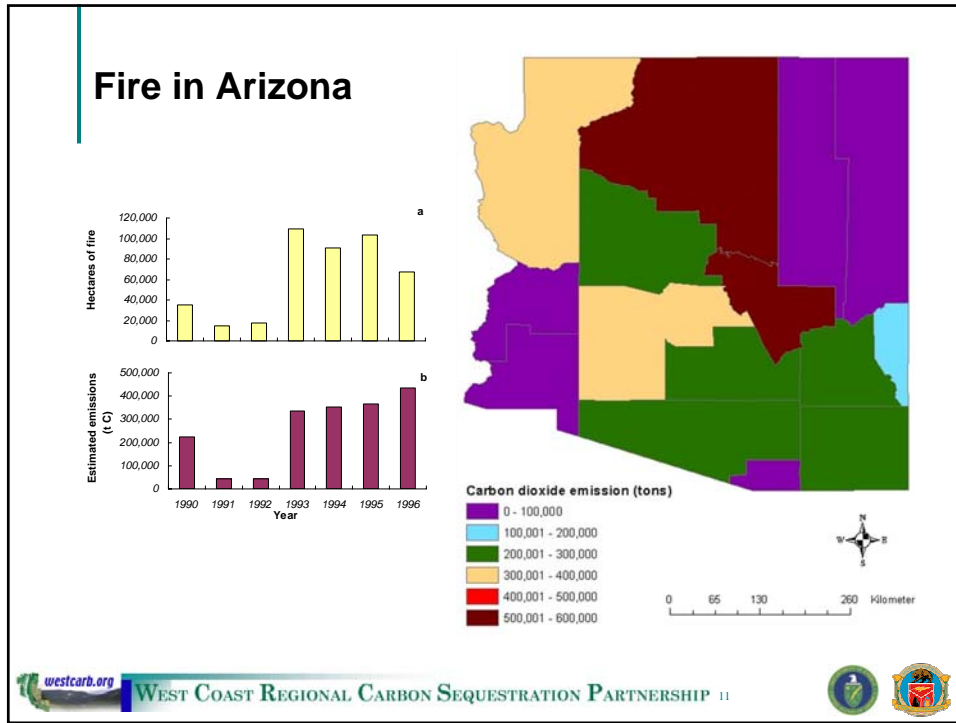 Fire in Arizona
a
Hectares of fire
120,000
100,000
80,000
60,000
40,000
20,000
0
b
Estimated emissions
(t C)
500,000
400,000
300,000
200,000
100,000
0
1990 1991 1992 1993 1994 1995 1996
Year
Carbon dioxide emission (tons)
0 - 100,000
100,001 - 200,000
200,001 - 300,000
300,001 - 400,000
400,001 - 500,000
500,001 - 600,000
N
W E
S
0 65 130 260 Kilometer
westcarb.org
WEST COAST REGIONAL CARBON SEQUESTRATION PARTNERSHIP 11